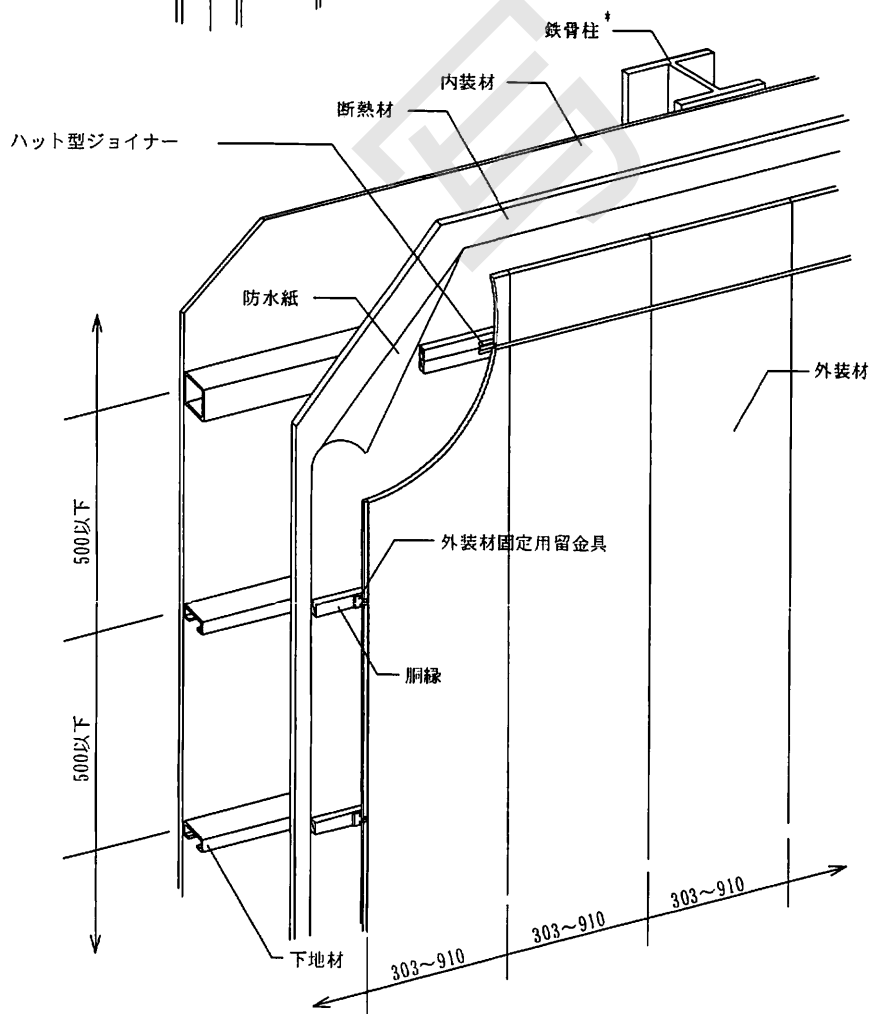 鉄骨柱*
内装材
断熱材
ハット型ジョイナー
防水紙
外装材
500以下
外装材固定用留金具
胴縁
500以下
303~910
303~910
303~910
下地材
写